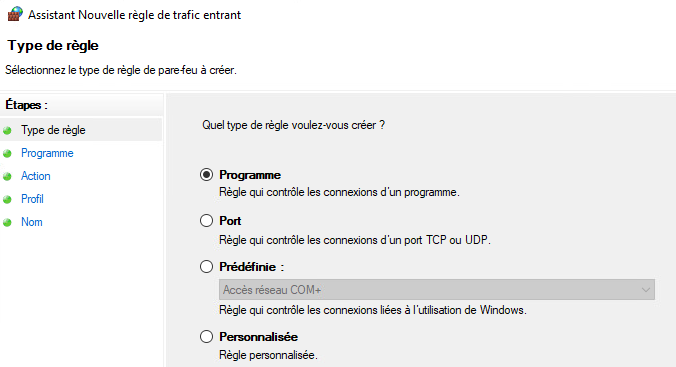 Assistant Nouvelle règle de trafic entrant
Type de règle
Sélectionnez le type de règle de pare-feu à créer.
Étapes :
Type de règle
Programme
Action
Profil
Nom
Quel type de règle voulez-vous créer ?
Programme
Règle qui contrôle les connexions d'un programme.
Port
Règle qui contrôle les connexions d'un port TCP ou UDP.
Prédéfinie :
Accès réseau COM+
Règle qui contrôle les connexions liées à l'utilisation de Windows.
Personnalisée
Règle personnalisée.